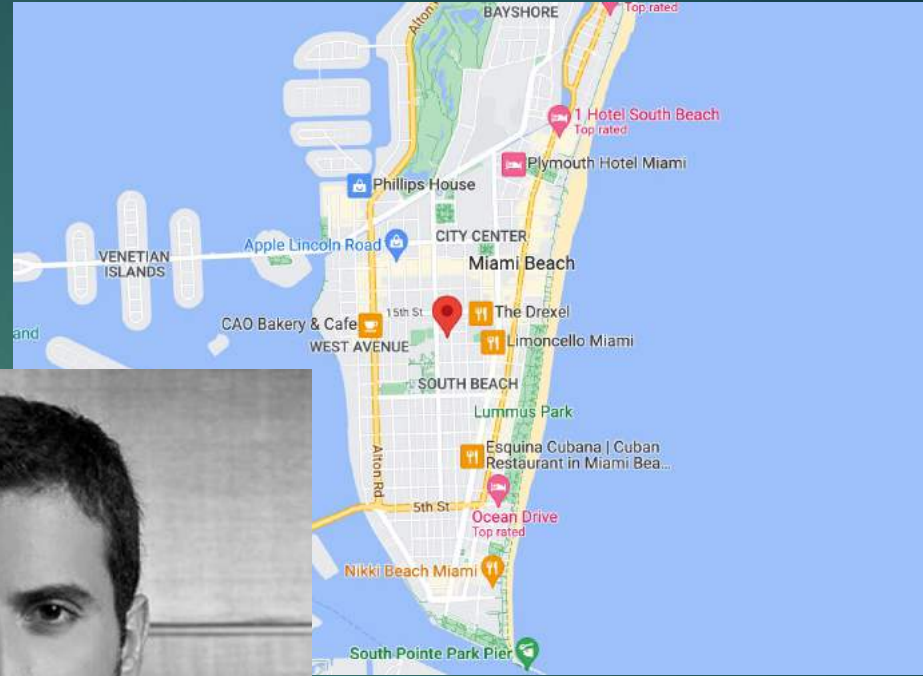 BAYSHORE
Alton R
Top rated
1 Hotel South Beach
Top rated
Plymouth Hotel Miami
Phillips House
CITY CENTER
Apple Lincoln Road
VENETIAN
ISLANDS
Miami Beach
15th St
The Drexel
CAO Bakery & Cafe
and
WEST AVENUE
Limoncello Miami
SOUTH BEACH
Lummus Park
Esquina Cubana | Cuban
Restaurant in Miami Bea...
Alton Rd
5th St
Ocean Drive
Top rated
Nikki Beach Miami
South Pointe Park Pier